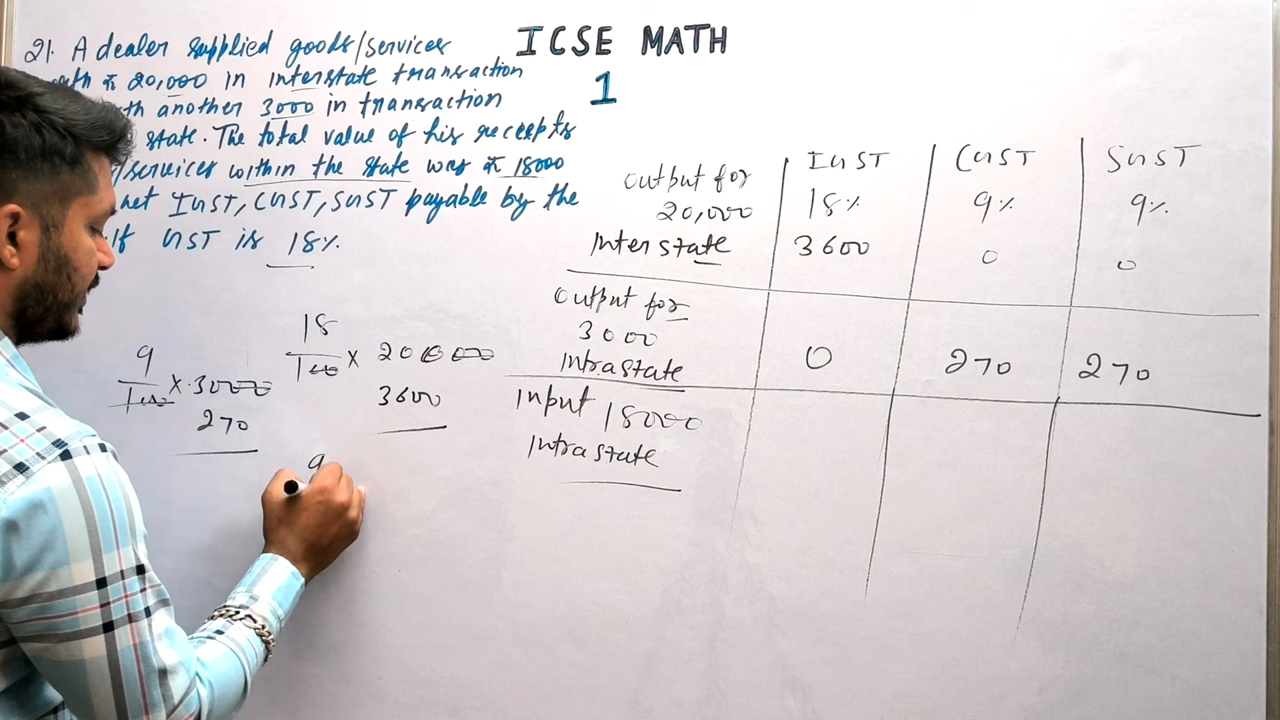 ICSE MATH
1
21. A dealer supplied goods/services
₹ 20,000 in interstate transaction
another 3000 in transaction
state. The total value of his receepts
/services within the state was ₹ 18000
net IGST, CGST, SGST payable by the
If GST is 18%.
Output for
20,000
Interstate
IGST
18%
3600
CGST
9%
0
SGST
9%
0
Output for
3000
Intrastate
0
270
270
Input 18000
Intrastate
18
100 × 20000
3600
9
100 × 3000
270
9